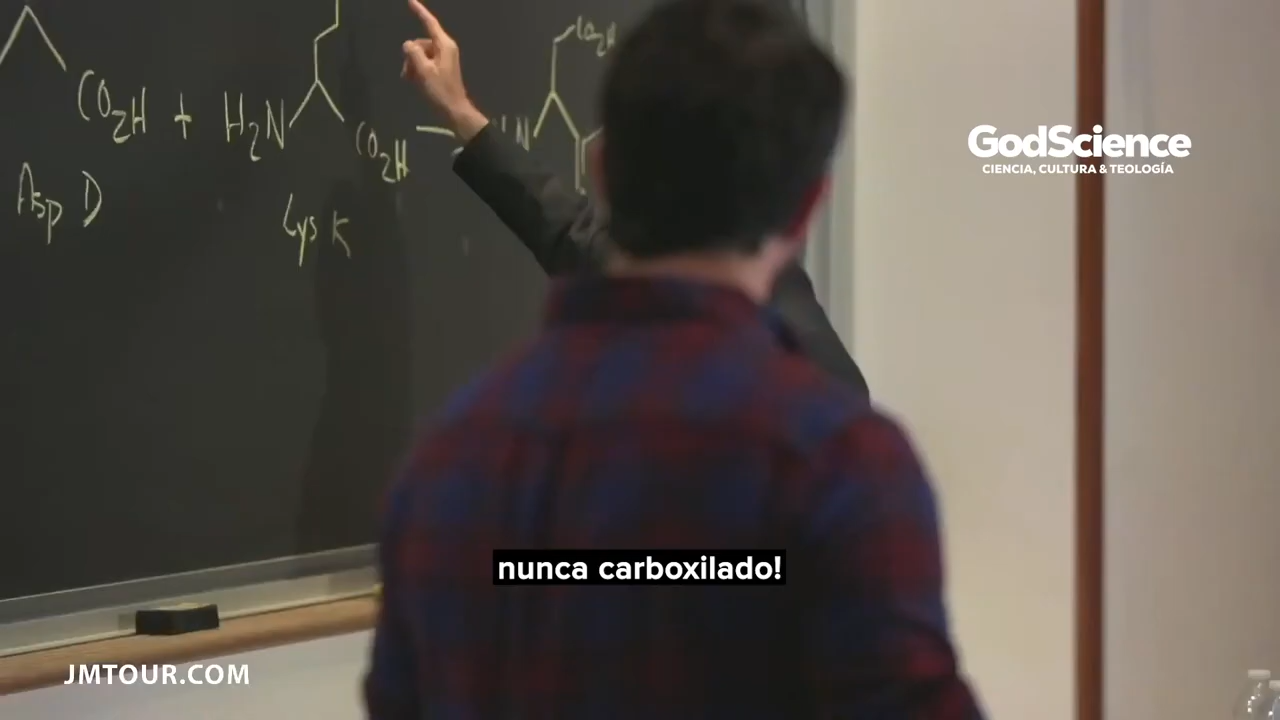 CO2H
CO2H + H2N
CO2H
N
Asp D
Lys K
GodScience
CIENCIA, CULTURA & TEOLOGÍA
nunca carboxilado!
JMTOUR.COM